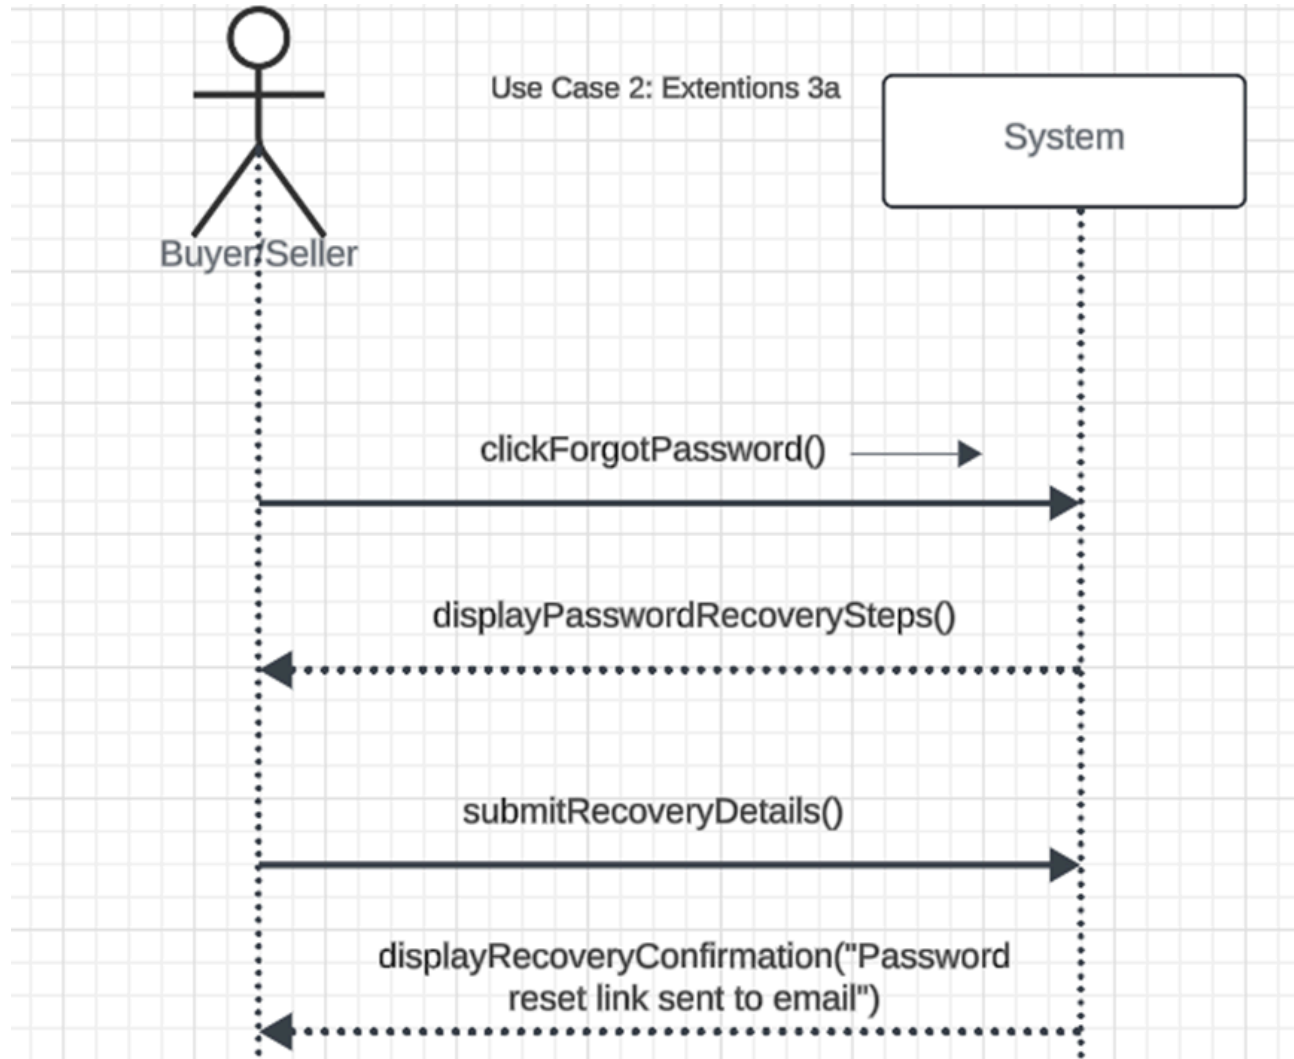 Use Case 2: Extentions 3a
System
Buyer/Seller
clickForgotPassword()
displayPasswordRecoverySteps()
submitRecoveryDetails()
displayRecoveryConfirmation("Password
reset link sent to email")